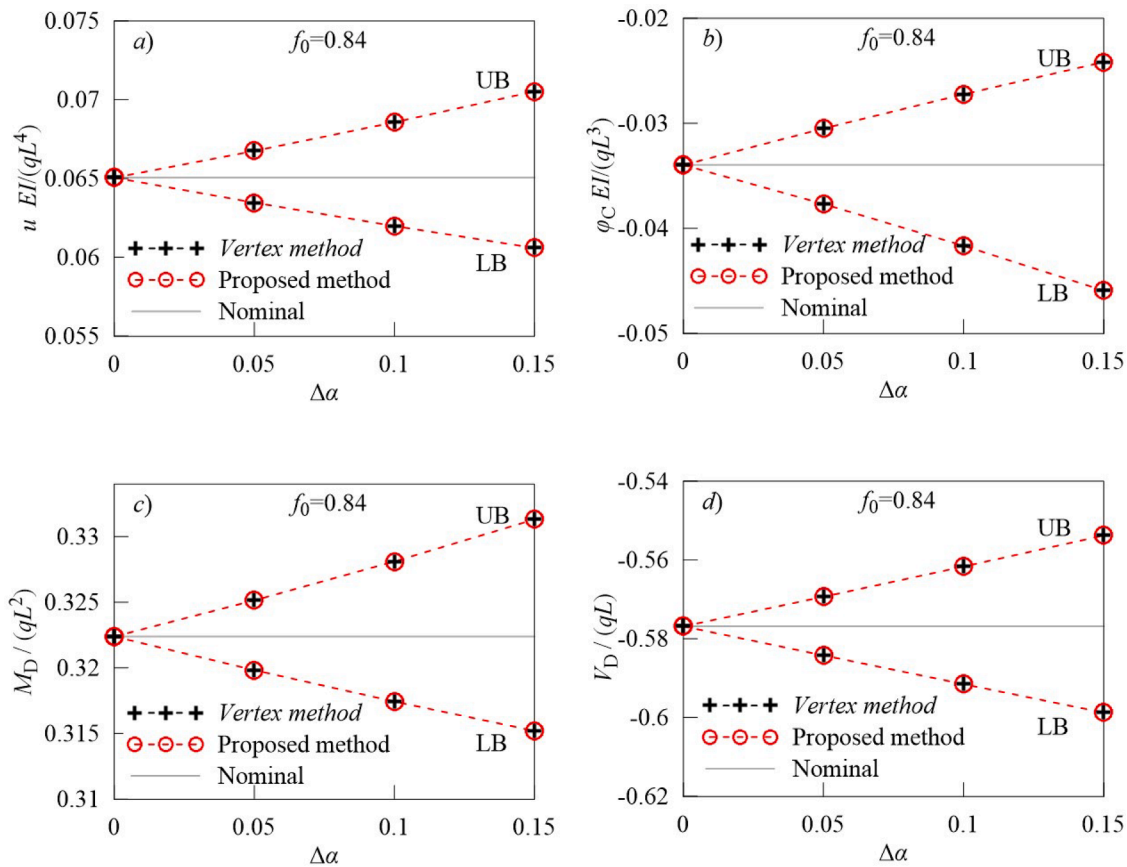 a)
f0=0.84
0.075
0.07
0.065
0.06
0.055
u EI/(qL⁴)
UB
LB
Vertex method
Proposed method
Nominal
0 0.05 0.1 0.15
Δα
b)
f0=0.84
-0.02
-0.03
-0.04
-0.05
φC EI/(qL³)
UB
LB
Vertex method
Proposed method
Nominal
0 0.05 0.1 0.15
Δα
c)
f0=0.84
0.33
0.325
0.32
0.315
0.31
MD / (qL²)
UB
LB
Vertex method
Proposed method
Nominal
0 0.05 0.1 0.15
Δα
d)
f0=0.84
-0.54
-0.56
-0.58
-0.6
-0.62
VD / (qL)
UB
LB
Vertex method
Proposed method
Nominal
0 0.05 0.1 0.15
Δα